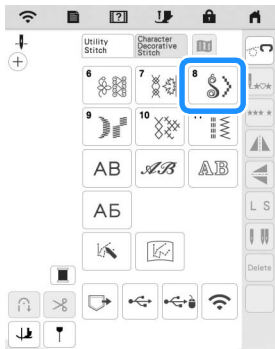 Utility
Stitch
Character
Decorative
Stitch
6
7
8
9
10
AB
AB
AB
АБ
L S
Delete